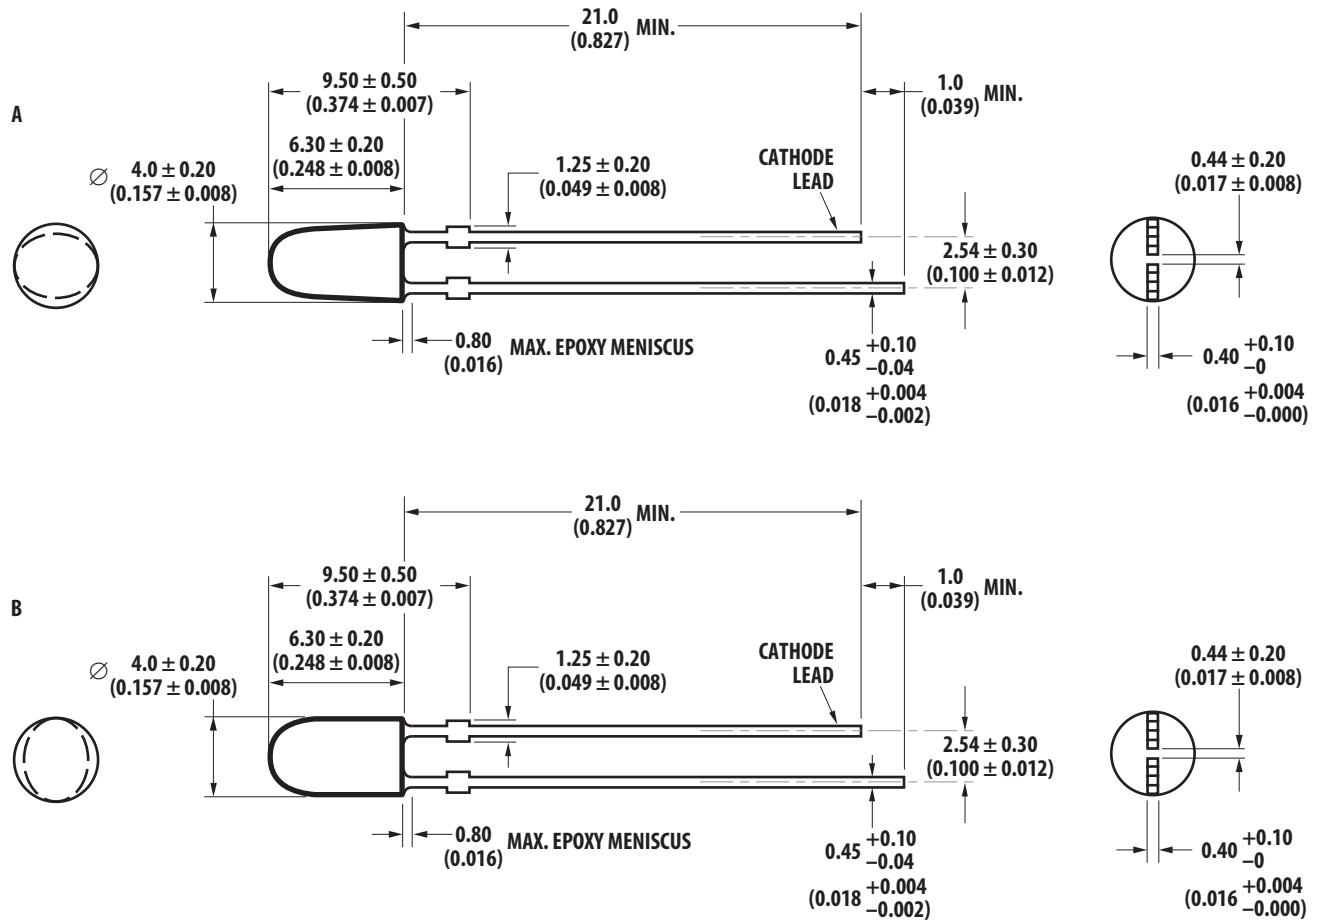 21.0
(0.827) MIN.
9.50 ± 0.50
(0.374 ± 0.007)
1.0
(0.039) MIN.
A
6.30 ± 0.20
(0.248 ± 0.008)
∅ 4.0 ± 0.20
(0.157 ± 0.008)
1.25 ± 0.20
(0.049 ± 0.008)
CATHODE
LEAD
0.44 ± 0.20
(0.017 ± 0.008)
2.54 ± 0.30
(0.100 ± 0.012)
0.80
(0.016) MAX. EPOXY MENISCUS
0.45 +0.10
−0.04
(0.018 +0.004
−0.002)
0.40 +0.10
−0
(0.016 +0.004
−0.000)
21.0
(0.827) MIN.
9.50 ± 0.50
(0.374 ± 0.007)
1.0
(0.039) MIN.
B
6.30 ± 0.20
(0.248 ± 0.008)
∅ 4.0 ± 0.20
(0.157 ± 0.008)
1.25 ± 0.20
(0.049 ± 0.008)
CATHODE
LEAD
0.44 ± 0.20
(0.017 ± 0.008)
2.54 ± 0.30
(0.100 ± 0.012)
0.80
(0.016) MAX. EPOXY MENISCUS
0.45 +0.10
−0.04
(0.018 +0.004
−0.002)
0.40 +0.10
−0
(0.016 +0.004
−0.000)